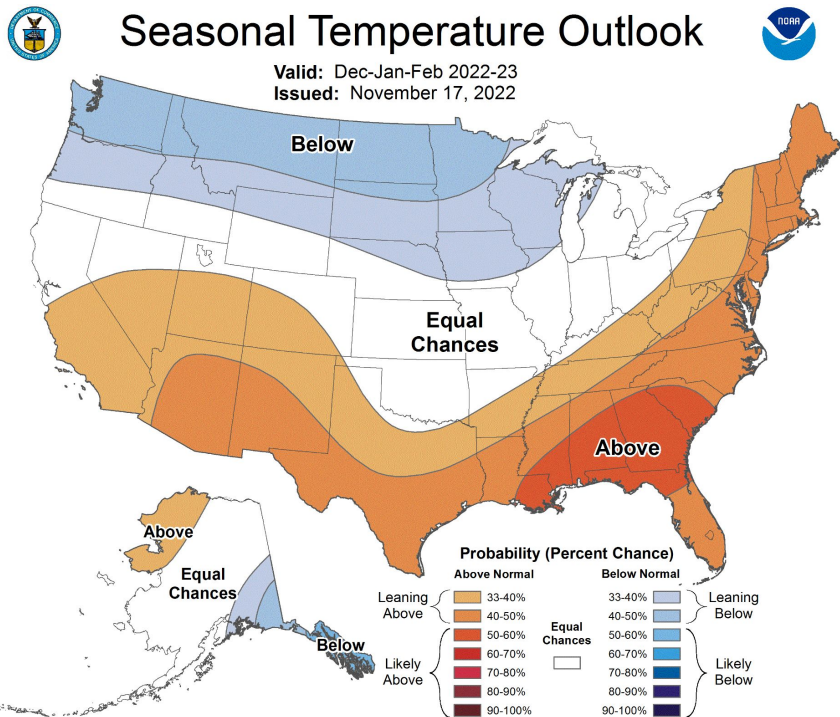 Seasonal Temperature Outlook
NOAA
Valid: Dec-Jan-Feb 2022-23
Issued: November 17, 2022
Below
Equal
Chances
Above
Above
Equal
Chances
Below
Probability (Percent Chance)
Above Normal
Below Normal
Leaning
Above
33-40%
40-50%
Likely
Above
50-60%
60-70%
70-80%
80-90%
90-100%
Equal
Chances
33-40%
40-50%
Leaning
Below
50-60%
60-70%
70-80%
80-90%
90-100%
Likely
Below